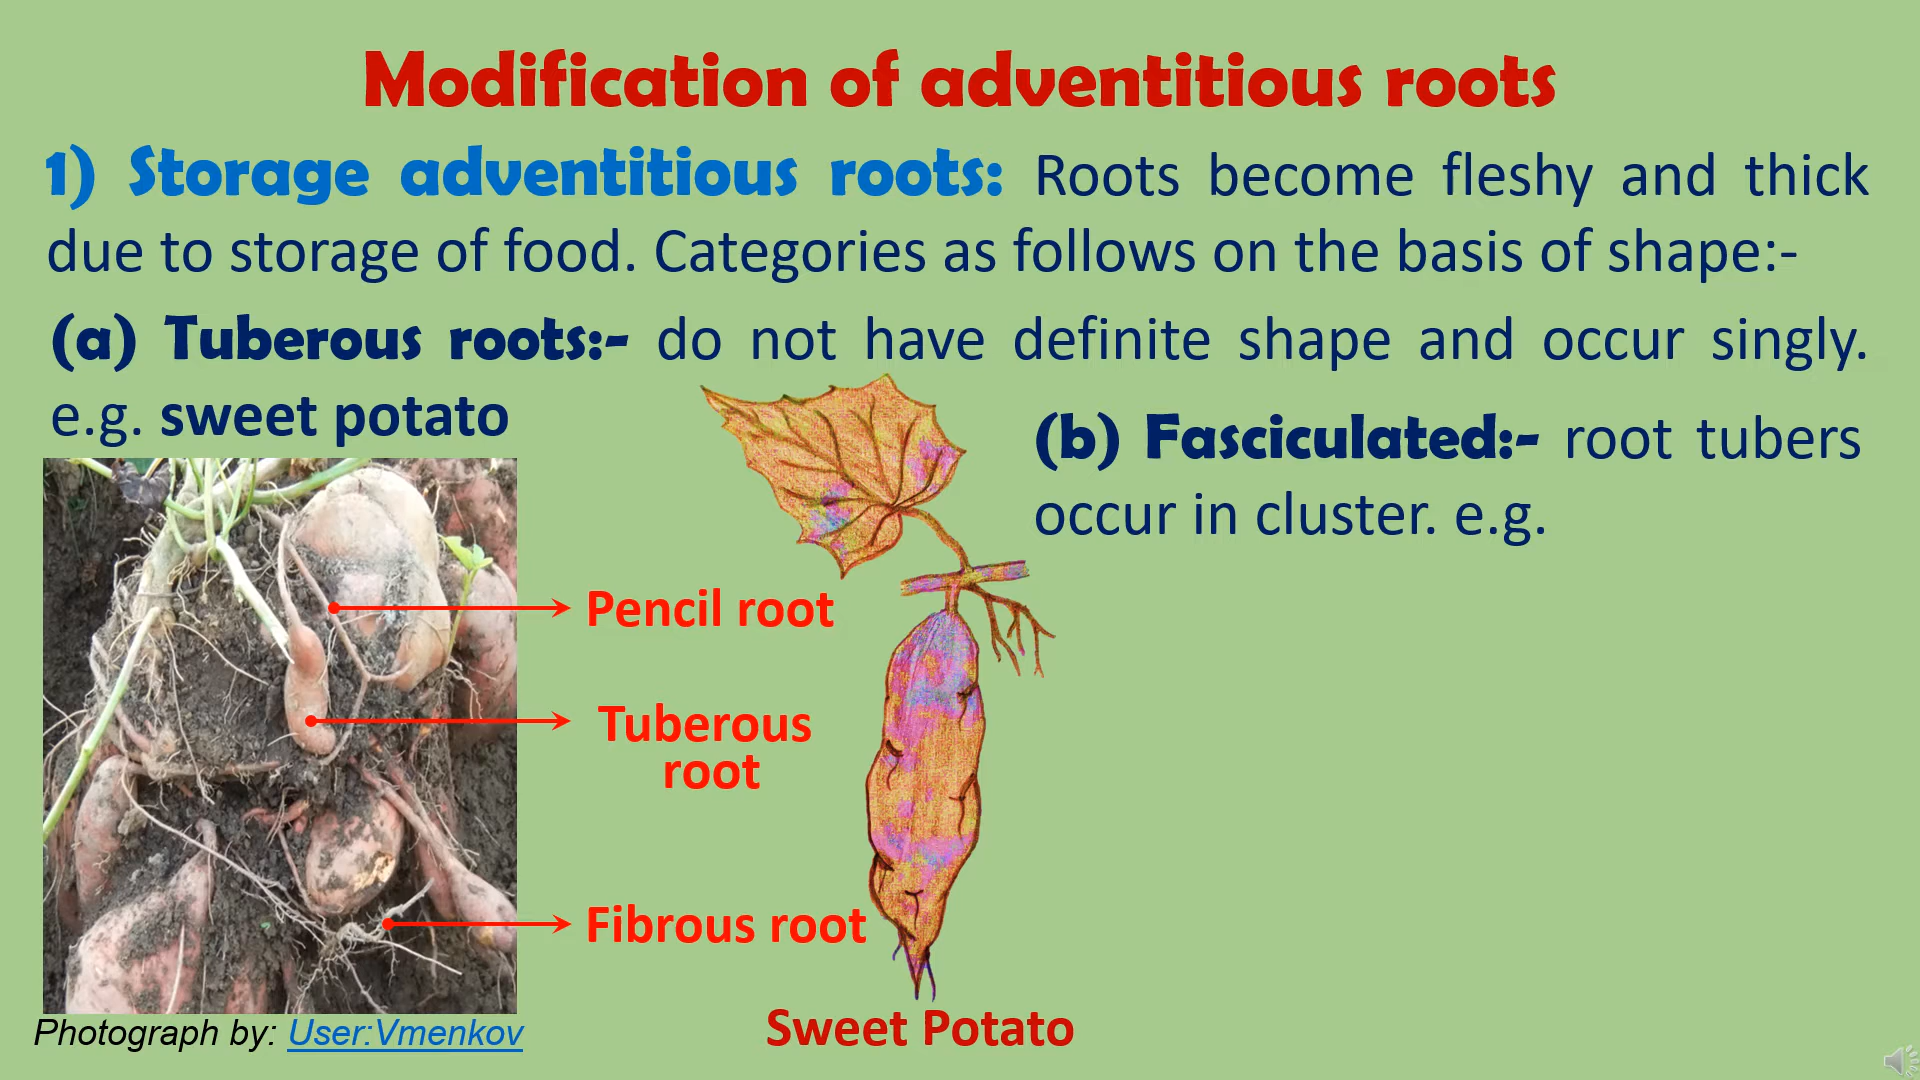 Modification of adventitious roots
1) Storage adventitious roots: Roots become fleshy and thick
due to storage of food. Categories as follows on the basis of shape:-
(a) Tuberous roots:- do not have definite shape and occur singly.
e.g. sweet potato
(b) Fasciculated:- root tubers
occur in cluster. e.g.
Pencil root
Tuberous
root
Fibrous root
Photograph by: User:Vmenkov
Sweet Potato